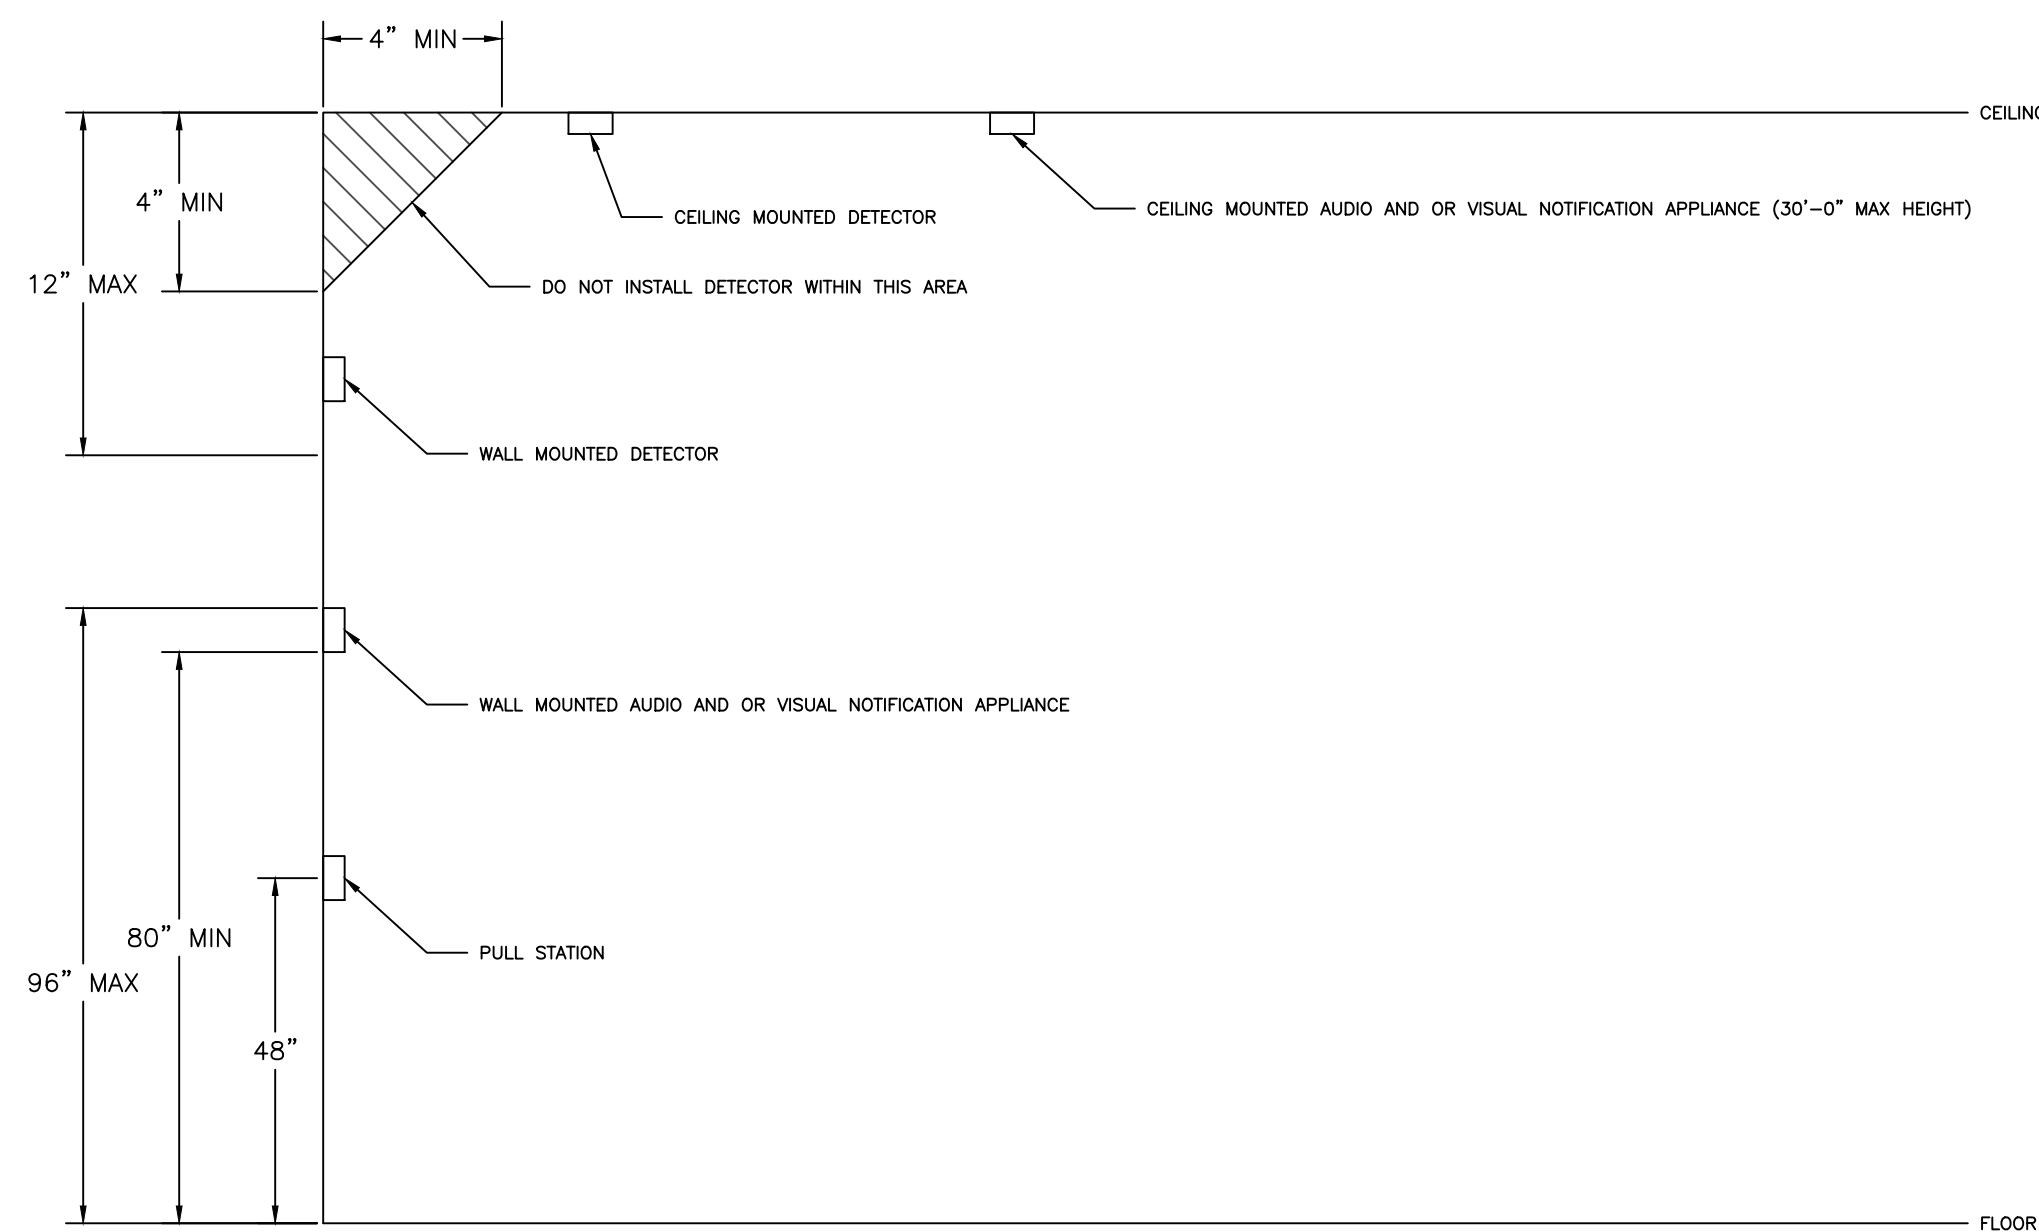 4” MIN
CEILING
4” MIN
CEILING MOUNTED AUDIO AND OR VISUAL NOTIFICATION APPLIANCE (30'-0” MAX HEIGHT)
CEILING MOUNTED DETECTOR
12” MAX
DO NOT INSTALL DETECTOR WITHIN THIS AREA
WALL MOUNTED DETECTOR
WALL MOUNTED AUDIO AND OR VISUAL NOTIFICATION APPLIANCE
80” MIN
PULL STATION
96” MAX
48”
FLOOR